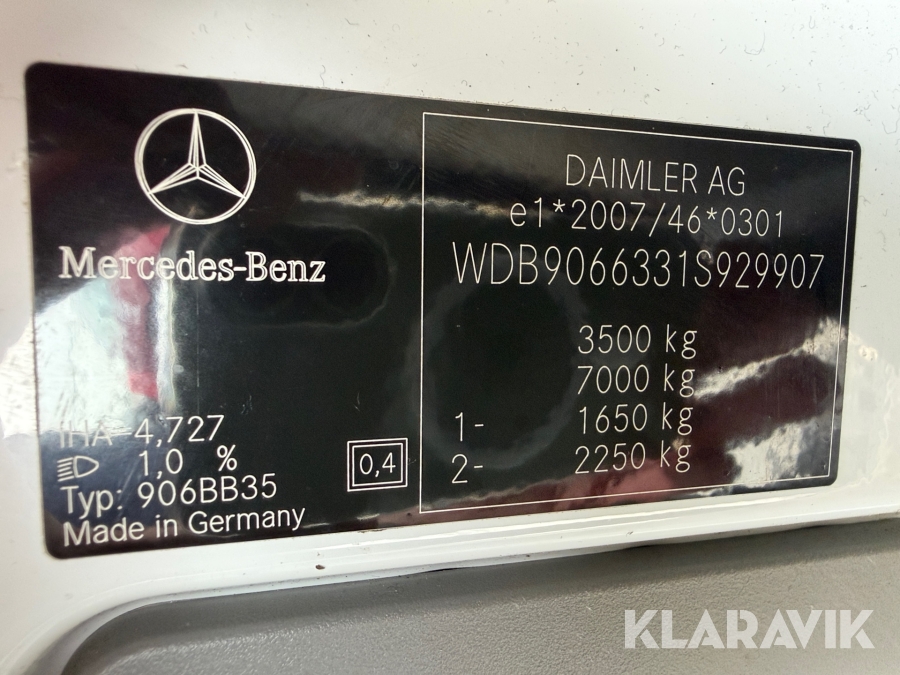 Mercedes-Benz
IHA 4,727
1,0 %
Typ: 906BB35
Made in Germany
0,4
DAIMLER AG
e1*2007/46*0301
WDB9066331S929907
3500 kg
7000 kg
1- 1650 kg
2- 2250 kg
KLARAVIK